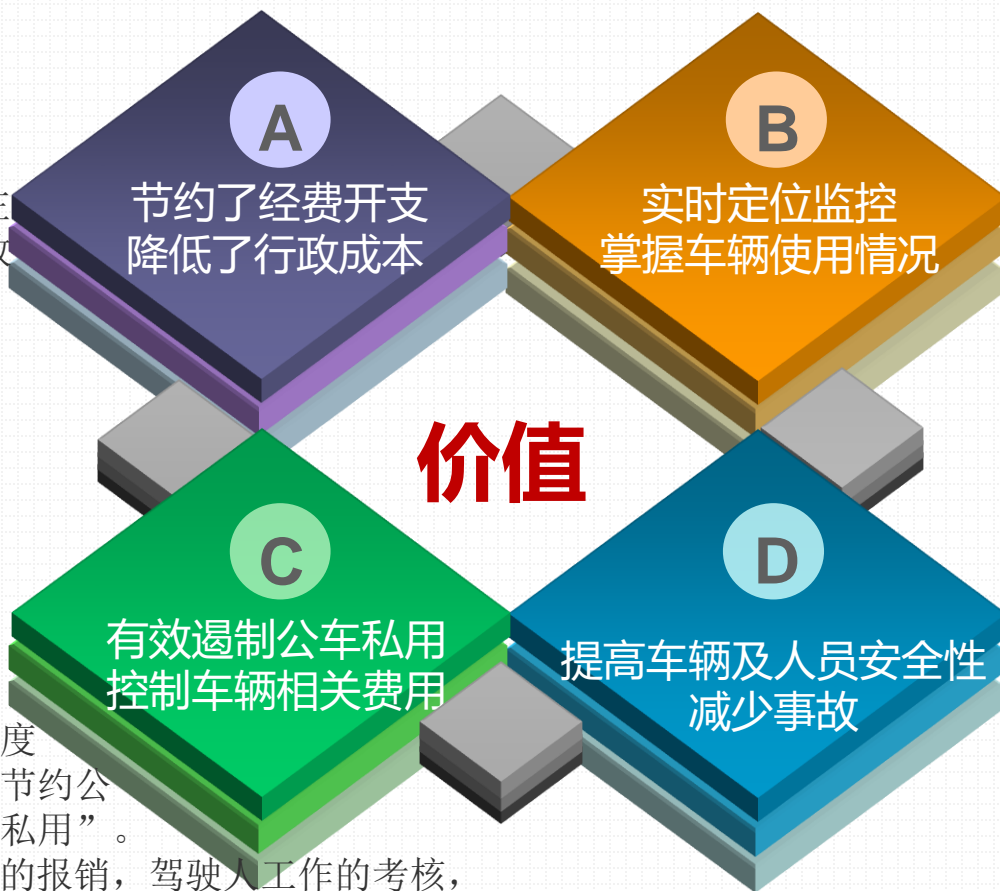 A
节约了经费开支
降低了行政成本
B
实时定位监控
掌握车辆使用情况
价值
C
有效遏制公车私用
控制车辆相关费用
D
提高车辆及人员安全性
减少事故
度
节约公
私用”。
的报销，驾驶人工作的考核，